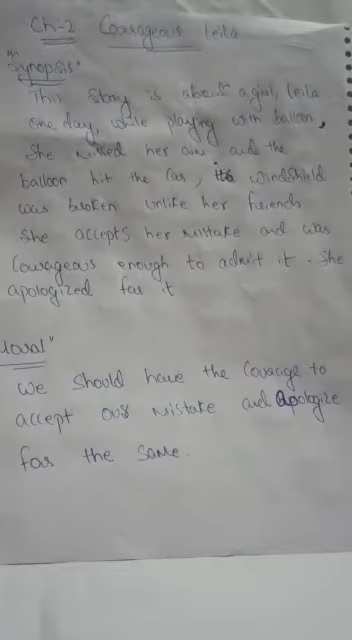 Ch-2 Courageous leila
"Synopsis"
This story is about a girl, leila
one day, while playing with balloon,
she missed her aim and the
balloon hit the car, its windshield
was broken unlike her friends
she accepts her mistake and was
Courageous enough to admit it. She
apologized for it
Moral"
we should have the courage to
accept our mistake and Apologize
for the same.